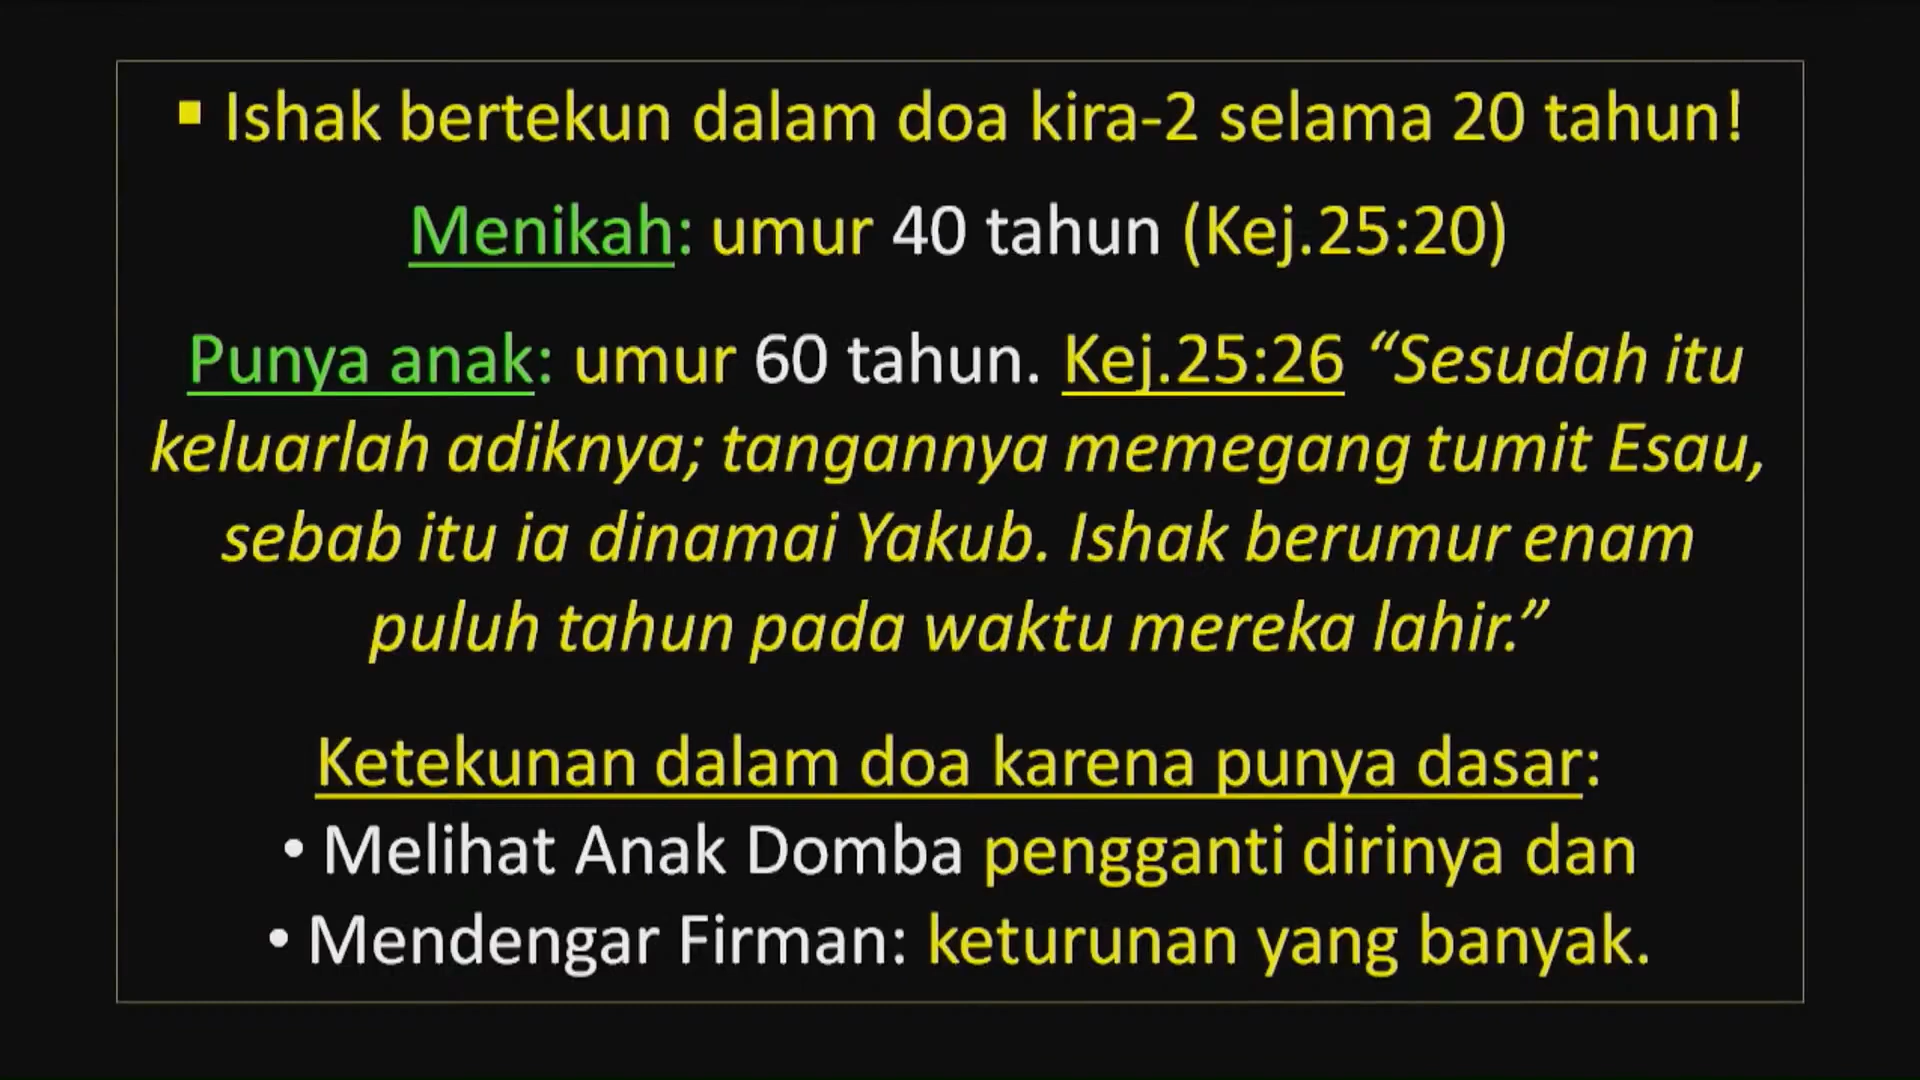 ▪ Ishak bertekun dalam doa kira-2 selama 20 tahun!
Menikah: umur 40 tahun (Kej.25:20)
Punya anak: umur 60 tahun. Kej.25:26 “Sesudah itu
keluarlah adiknya; tangannya memegang tumit Esau,
sebab itu ia dinamai Yakub. Ishak berumur enam
puluh tahun pada waktu mereka lahir.”
Ketekunan dalam doa karena punya dasar:
• Melihat Anak Domba pengganti dirinya dan
• Mendengar Firman: keturunan yang banyak.